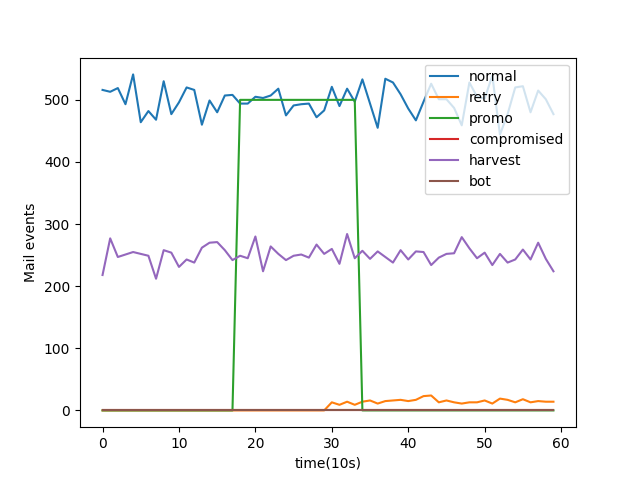 normal
retry
promo
compromised
harvest
bot
500
400
300
200
100
0
Mail events
0 10 20 30 40 50 60
time(10s)